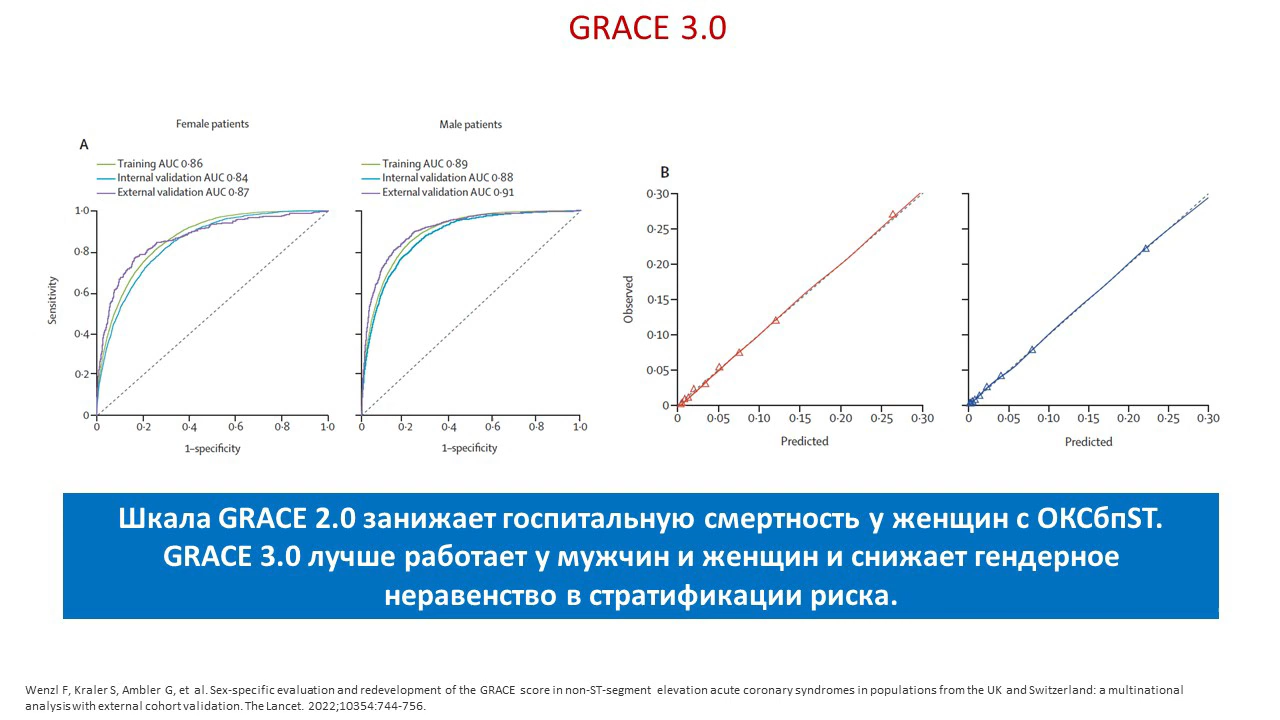 GRACE 3.0
Female patients
Male patients
A
Training AUC 0·86
Internal validation AUC 0·84
External validation AUC 0·87
Training AUC 0·89
Internal validation AUC 0·88
External validation AUC 0·91
B
Sensitivity
1·0
0·8
0·6
0·4
0·2
0
0 0·2 0·4 0·6 0·8 1·0
1–specificity
0 0·2 0·4 0·6 0·8 1·0
1–specificity
Observed
0·30
0·25
0·20
0·15
0·10
0·05
0
0 0·05 0·10 0·15 0·20 0·25 0·30
Predicted
0 0·05 0·10 0·15 0·20 0·25 0·30
Predicted
Шкала GRACE 2.0 занижает госпитальную смертность у женщин с ОКСбпST.
GRACE 3.0 лучше работает у мужчин и женщин и снижает гендерное
неравенство в стратификации риска.
Wenzl F, Kraler S, Ambler G, et al. Sex-specific evaluation and redevelopment of the GRACE score in non-ST-segment elevation acute coronary syndromes in populations from the UK and Switzerland: a multinational
analysis with external cohort validation. The Lancet. 2022;10354:744-756.